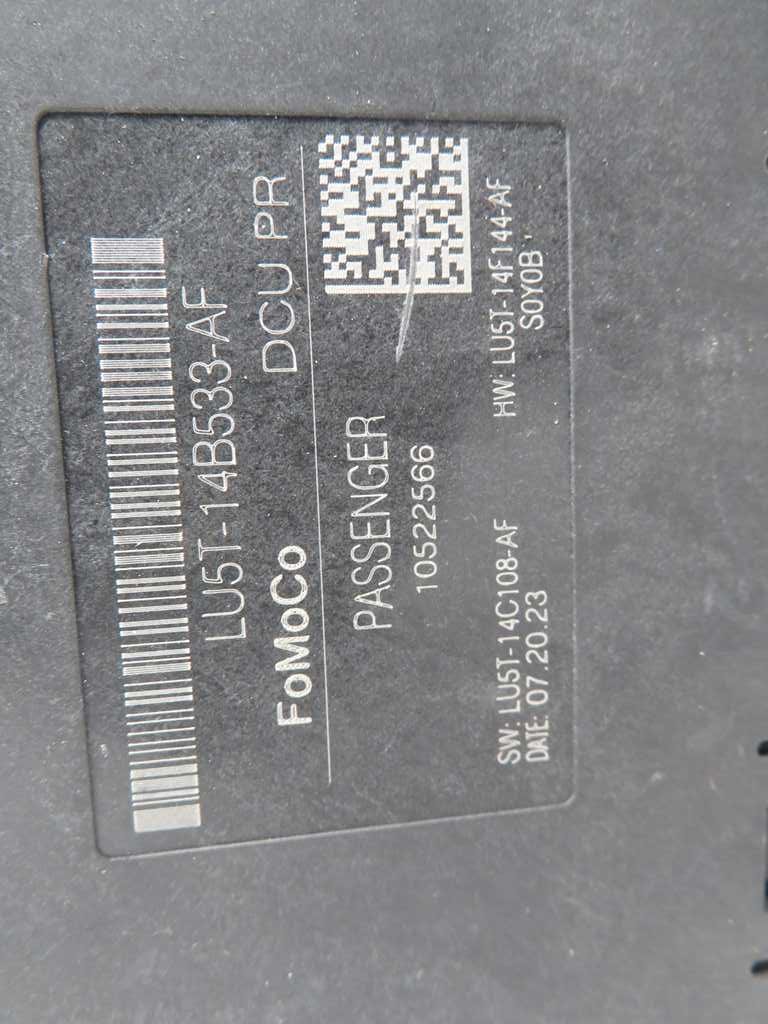 LU5T-14B533-AF
FoMoCo DCU PR
PASSENGER
10522566
SW: LU5T-14C108-AF HW: LU5T-14F144-AF
DATE: 07.20.23 S0Y0B